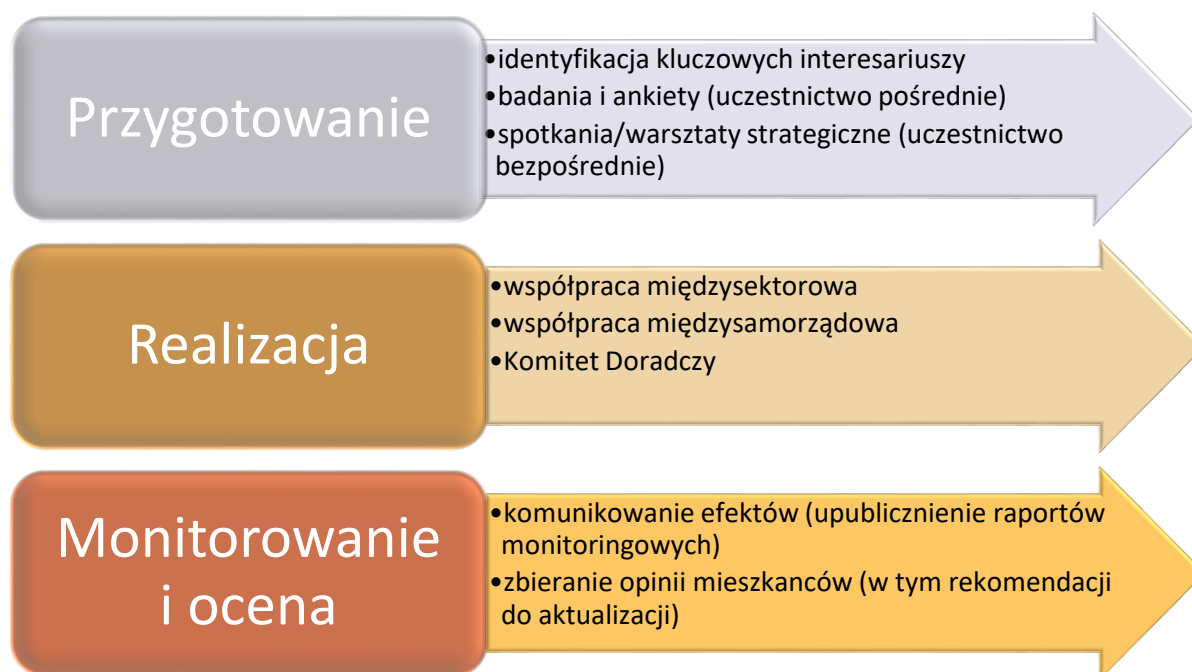 Przygotowanie
•identyfikacja kluczowych interesariuszy
•badania i ankiety (uczestnictwo pośrednie)
•spotkania/warsztaty strategiczne (uczestnictwo
bezpośrednie)
Realizacja
•współpraca międzysektorowa
•współpraca międzysamorządowa
•Komitet Doradczy
Monitorowanie
i ocena
•komunikowanie efektów (upublicznienie raportów
monitoringowych)
•zbieranie opinii mieszkanców (w tym rekomendacji
do aktualizacji)